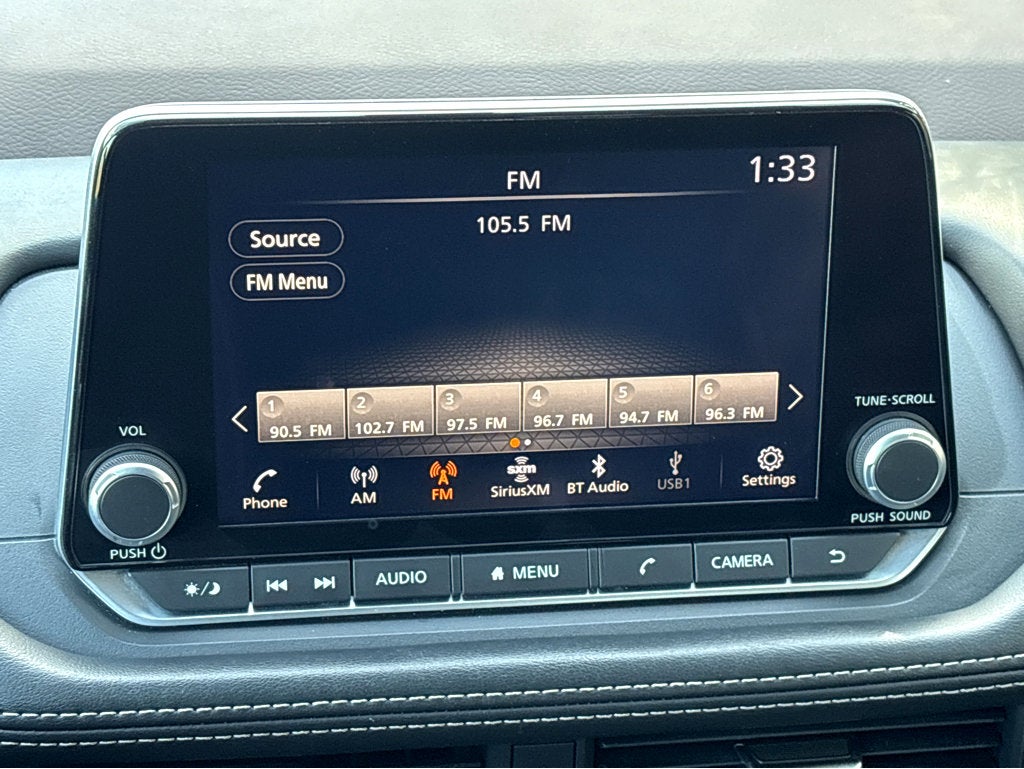 FM
1:33
105.5 FM
Source
FM Menu
1
90.5 FM
2
102.7 FM
3
97.5 FM
4
96.7 FM
5
94.7 FM
6
96.3 FM
VOL
TUNE·SCROLL
Phone
AM
FM
sxm
SiriusXM
BT Audio
USB1
Settings
PUSH
PUSH SOUND
AUDIO
MENU
CAMERA